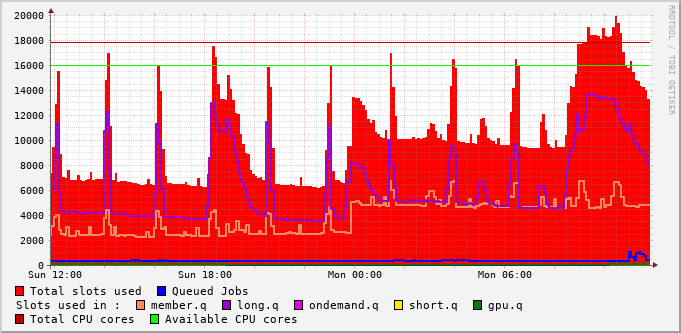 20000
18000
16000
14000
12000
10000
8000
6000
4000
2000
0
Sun 12:00 Sun 18:00 Mon 00:00 Mon 06:00
RRDTOOL / TOBI OETIKER
Total slots used Queued Jobs
Slots used in : member.q long.q ondemand.q short.q gpu.q
Total CPU cores Available CPU cores